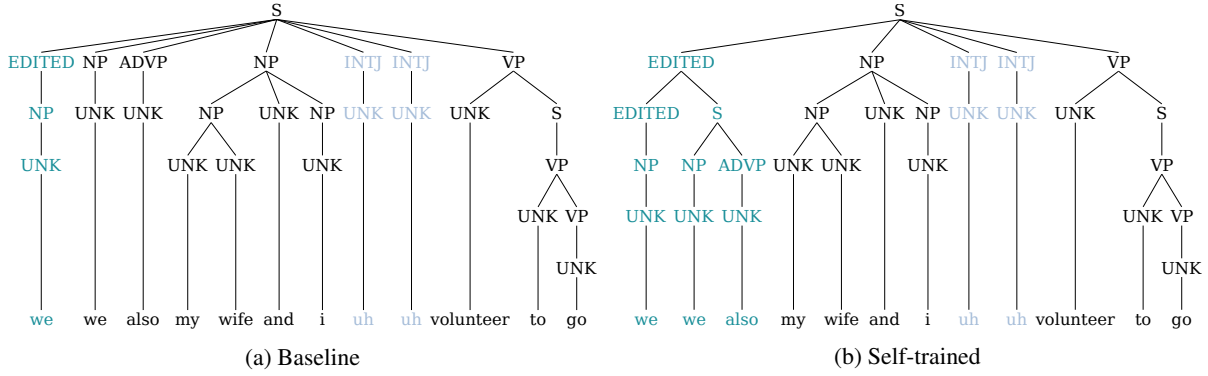 S S
EDITED NP ADVP NP INTJ INTJ VP EDITED NP INTJ INTJ VP
NP UNK UNK NP UNK NP UNK UNK UNK S EDITED S NP UNK NP UNK UNK UNK S
UNK UNK UNK UNK VP NP NP ADVP UNK UNK UNK VP
UNK VP UNK UNK UNK UNK VP
UNK UNK
we we also my wife and i uh uh volunteer to go we we also my wife and i uh uh volunteer to go
(a) Baseline (b) Self-trained